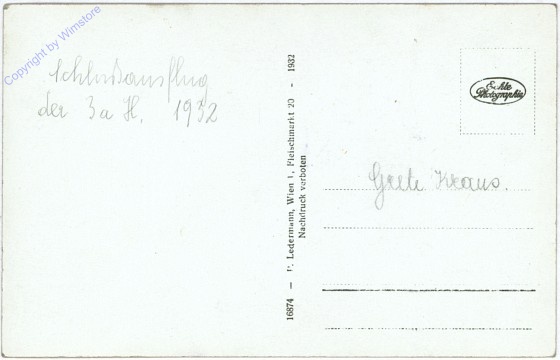 Copyright by Wimstore
Schlußausflug
der 3a H. 1932
16874 — P. Ledermann, Wien I, Fleischmarkt 20 - 1932
Nachdruck verboten
Echte
Photographie
Grete Kraus.